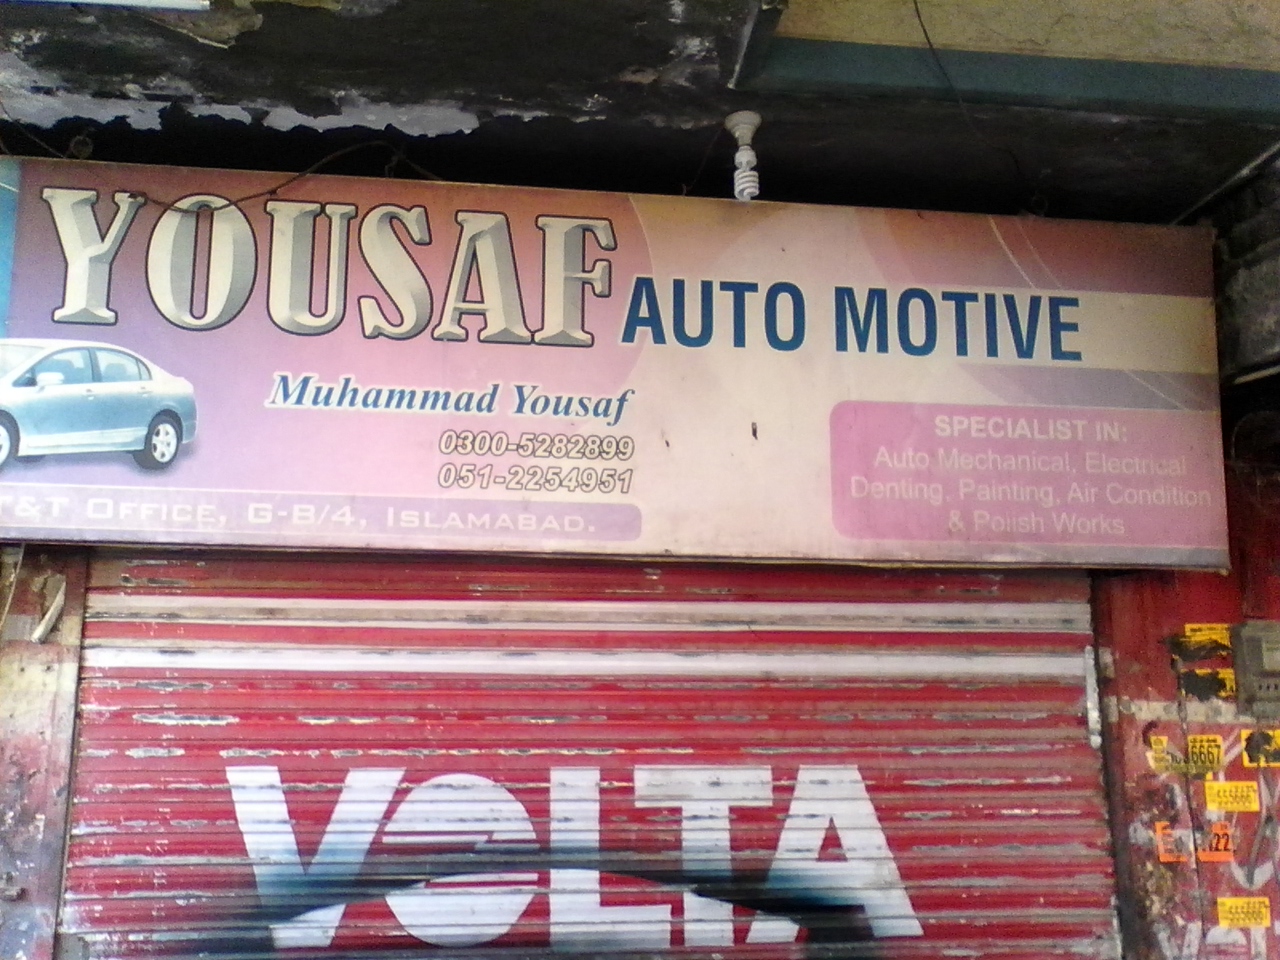 YOUSAF AUTO MOTIVE
Muhammad Yousaf
0300-5282899
051-2254951
T&T OFFICE, G-8/4, ISLAMABAD.
SPECIALIST IN:
Auto Mechanical, Electrical
Denting, Painting, Air Condition
& Polish Works
VOLTA